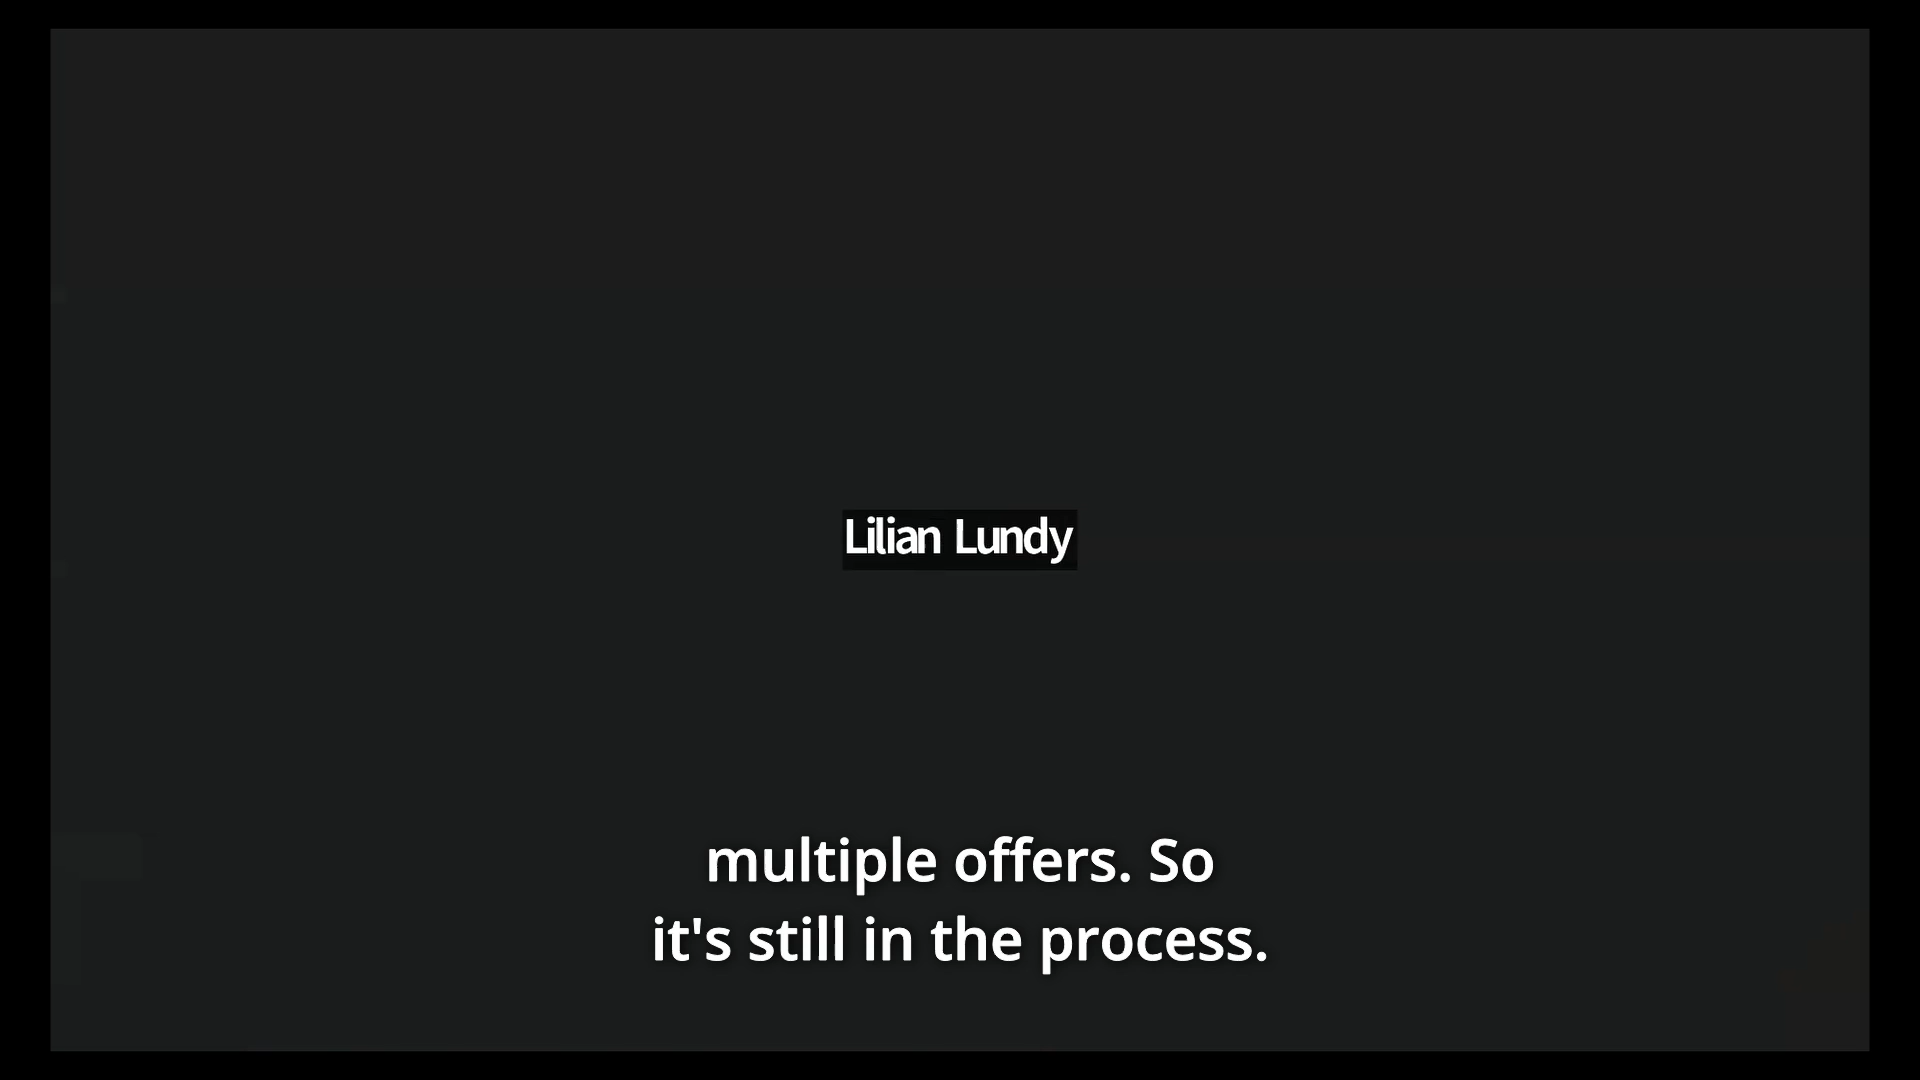 Lilian Lundy
multiple offers. So
it's still in the process.